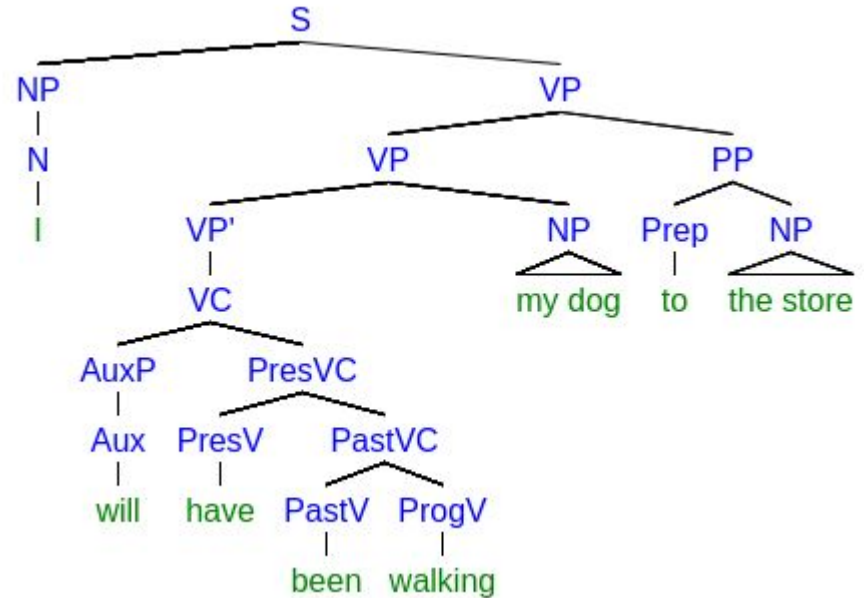 S
NP VP
N VP PP
I VP' NP Prep NP
VC my dog to the store
AuxP PresVC
Aux PresV PastVC
will have PastV ProgV
been walking